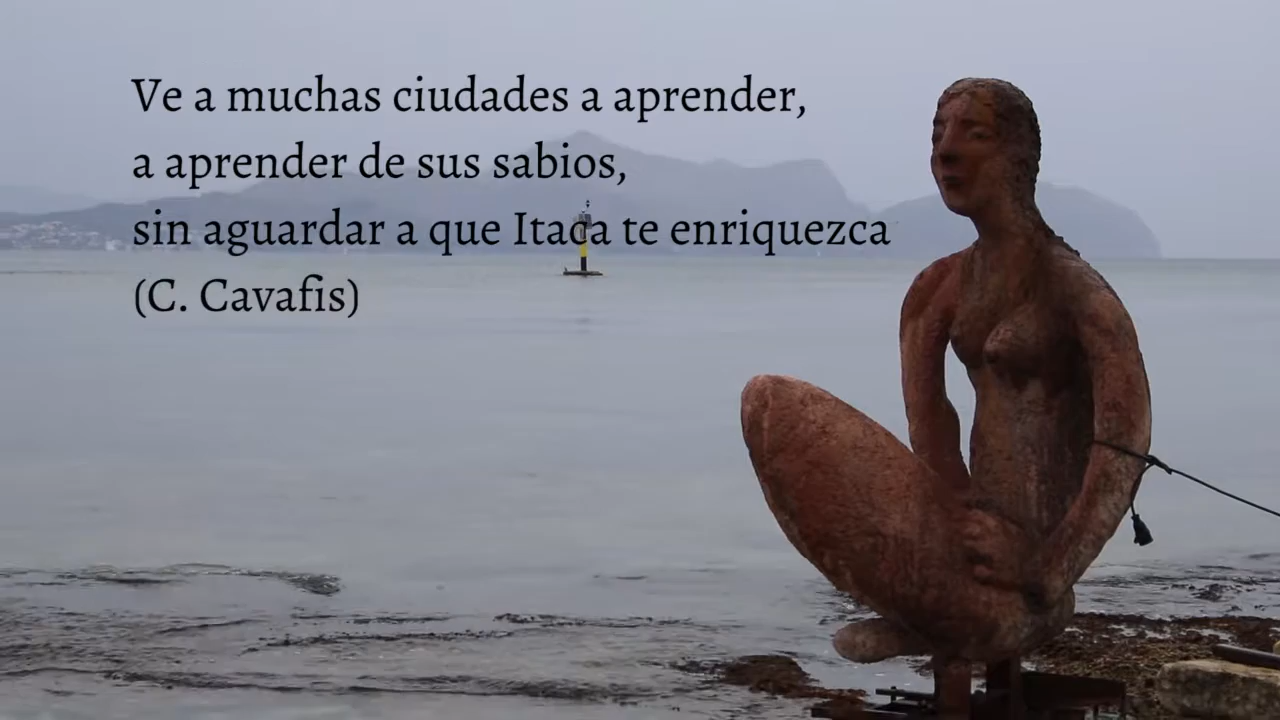 Ve a muchas ciudades a aprender,
a aprender de sus sabios,
sin aguardar a que Itaca te enriquezca
(C. Cavafis)